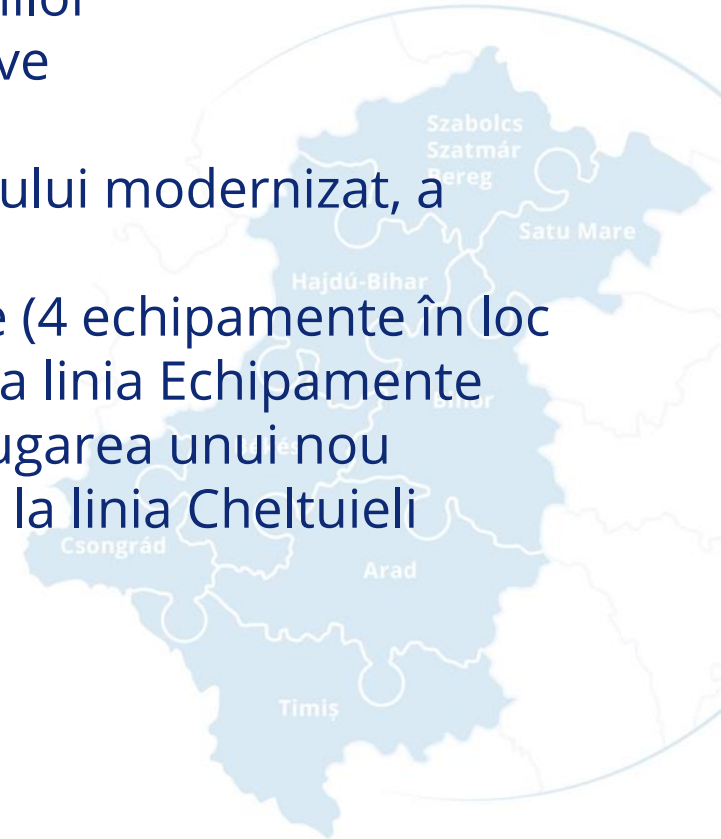 ve
ului modernizat, a
(4 echipamente în loc
a linia Echipamente
ugarea unui nou
la linia Cheltuieli
Szabolcs
Szatmár
Bereg
Satu Mare
Hajdú-Bihar
Bihor
Csongrád
Arad
Timiș